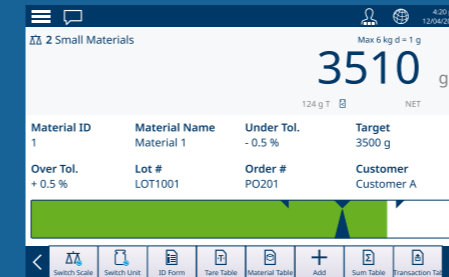 4:20
12/04/20
2 Small Materials
Max 6 kg d = 1 g
3510 g
124 g T
NET
Material ID Material Name Under Tol. Target
1 Material 1 - 0.5 % 3500 g
Over Tol. Lot # Order # Customer
+ 0.5 % LOT1001 PO201 Customer A
Switch Scale Switch Unit ID Form Tare Table Material Table Add Sum Table Transaction Tab